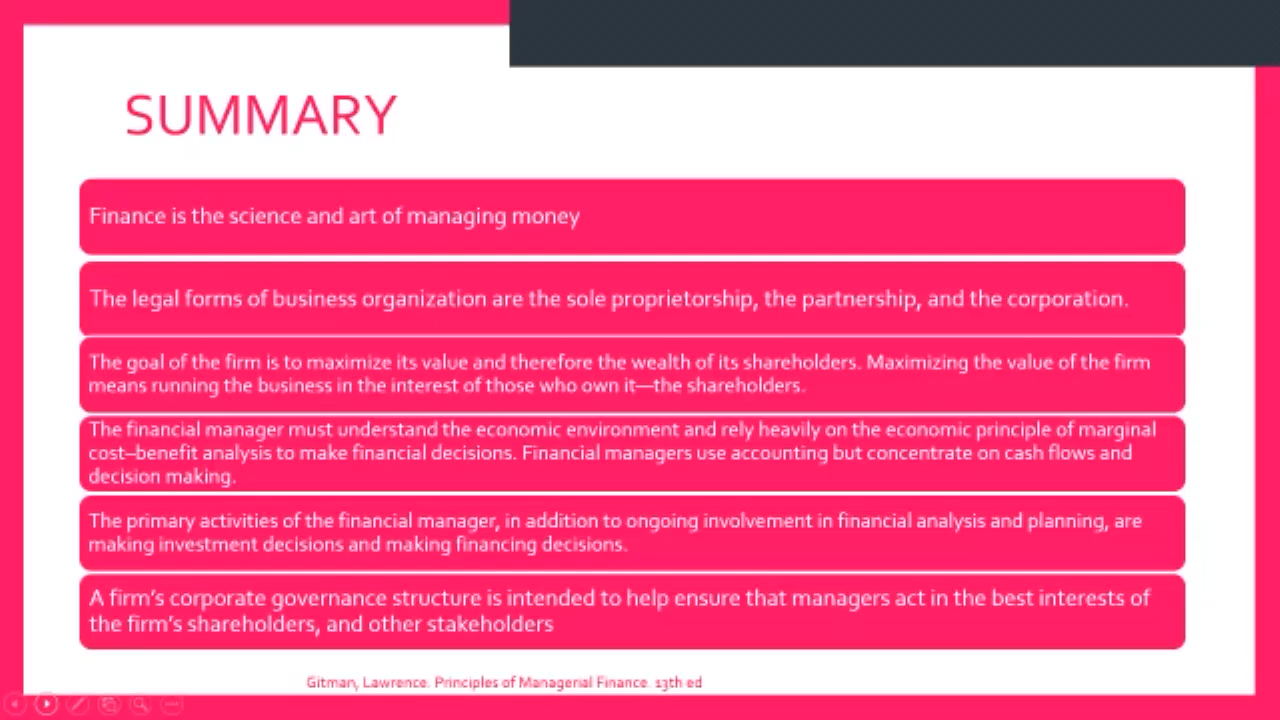 SUMMARY
Finance is the science and art of managing money
The legal forms of business organization are the sole proprietorship, the partnership, and the corporation.
The goal of the firm is to maximize its value and therefore the wealth of its shareholders. Maximizing the value of the firm
means running the business in the interest of those who own it—the shareholders.
The financial manager must understand the economic environment and rely heavily on the economic principle of marginal
cost–benefit analysis to make financial decisions. Financial managers use accounting but concentrate on cash flows and
decision making.
The primary activities of the financial manager, in addition to ongoing involvement in financial analysis and planning, are
making investment decisions and making financing decisions.
A firm's corporate governance structure is intended to help ensure that managers act in the best interests of
the firm's shareholders, and other stakeholders
Gitman, Lawrence. Principles of Managerial Finance. 13th ed